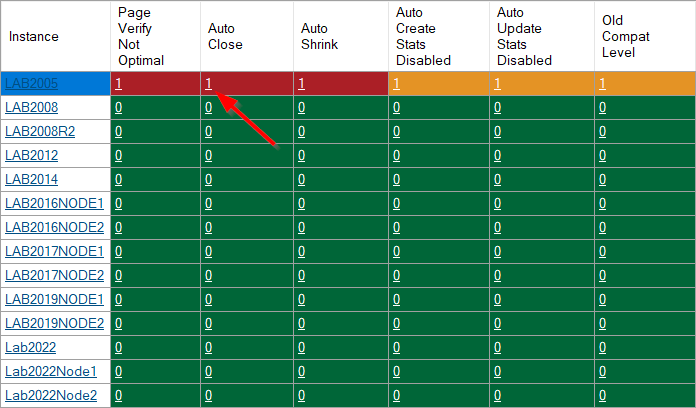 Instance Page Verify Not Optimal Auto Close Auto Shrink Auto Create Stats Disabled Auto Update Stats Disabled Old Compat Level
LAB2005 1 1 1 1 1 1
LAB2008 0 0 0 0 0 0
LAB2008R2 0 0 0 0 0 0
LAB2012 0 0 0 0 0 0
LAB2014 0 0 0 0 0 0
LAB2016NODE1 0 0 0 0 0 0
LAB2016NODE2 0 0 0 0 0 0
LAB2017NODE1 0 0 0 0 0 0
LAB2017NODE2 0 0 0 0 0 0
LAB2019NODE1 0 0 0 0 0 0
LAB2019NODE2 0 0 0 0 0 0
Lab2022 0 0 0 0 0 0
Lab2022Node1 0 0 0 0 0 0
Lab2022Node2 0 0 0 0 0 0